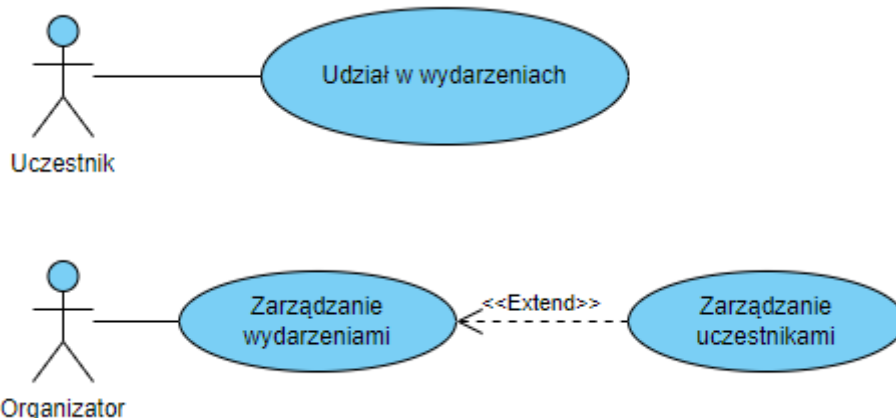 Udział w wydarzeniach
Uczestnik
Zarządzanie
wydarzeniami
<<Extend>>
Zarządzanie
uczestnikami
Organizator